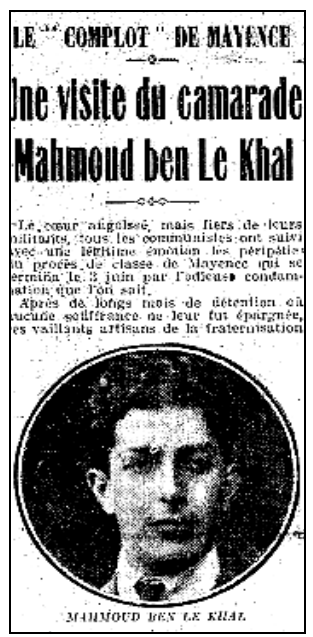 LE "COMPLOT" DE MAYENCE
Une visite du camarade
Mahmoud ben Le Khal
Le cœur angoissé, mais fiers de leurs
militants, tous les communistes ont suivi
avec une légitime émotion les péripéties
du procès de classe de Mayence qui se
termina le 3 juin par l'odieuse condam-
nation que l'on sait.
Après de longs mois de détention où
aucune souffrance ne leur fut épargnée,
les vaillants artisans de la fraternisation
MAHMOUD BEN LE KHAL